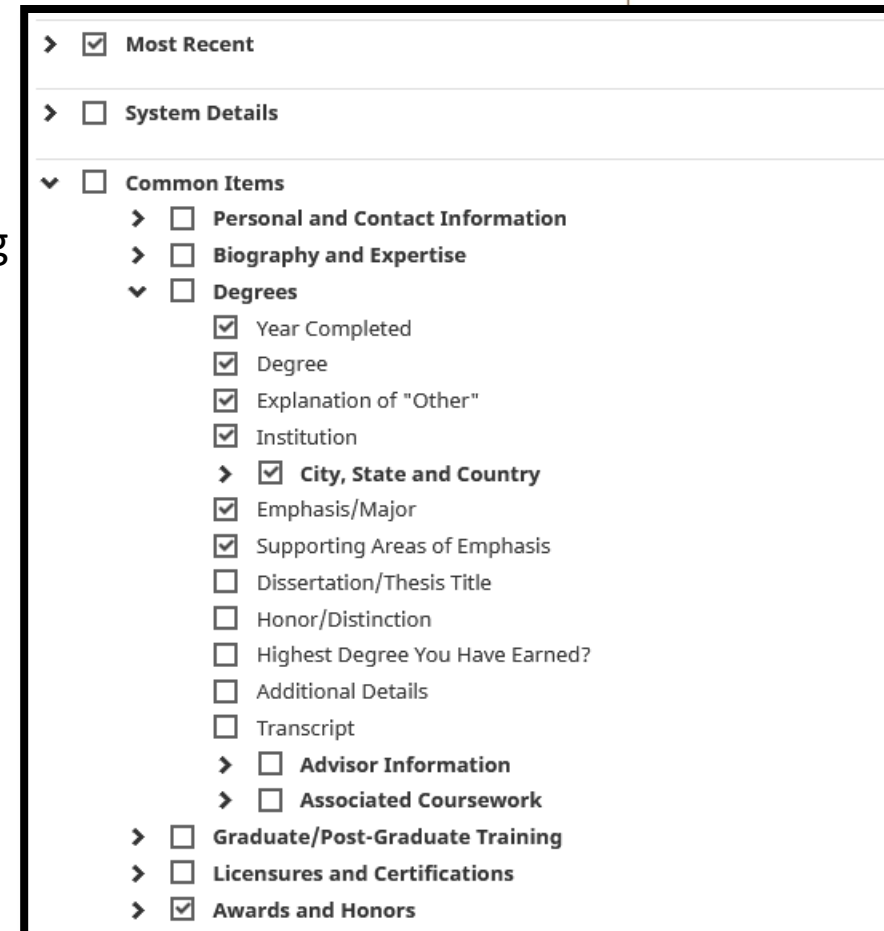 Most Recent
System Details
Common Items
Personal and Contact Information
g
Biography and Expertise
Degrees
Year Completed
Degree
Explanation of "Other"
Institution
City, State and Country
Emphasis/Major
Supporting Areas of Emphasis
Dissertation/Thesis Title
Honor/Distinction
Highest Degree You Have Earned?
Additional Details
Transcript
Advisor Information
Associated Coursework
Graduate/Post-Graduate Training
Licensures and Certifications
Awards and Honors